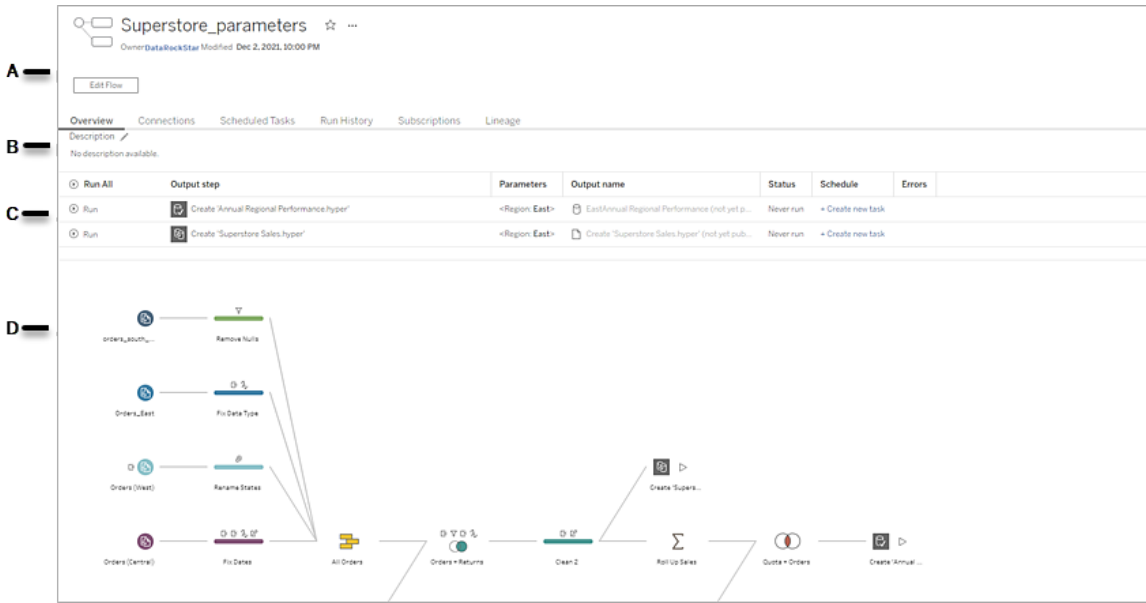 Superstore_parameters
Owner DataRockStar Modified Dec 2, 2021, 10:00 PM
A
Edit Flow
Overview Connections Scheduled Tasks Run History Subscriptions Lineage
B
Description
No description available.
Run All Output step Parameters Output name Status Schedule Errors
C
Run Create 'Annual Regional Performance.hyper' <Region: East> EastAnnual Regional Performance (not yet p... Never run + Create new task
Run Create 'Superstore Sales.hyper' <Region: East> Create 'Superstore Sales.hyper' (not yet pub... Never run + Create new task
D
orders_south_... Remove Nulls
Orders_East Fix Data Type
Orders (West) Rename States Create 'Supers...
Orders (Central) Fix Dates All Orders Orders + Returns Clean 2 Roll Up Sales Quota + Orders Create 'Annual ...